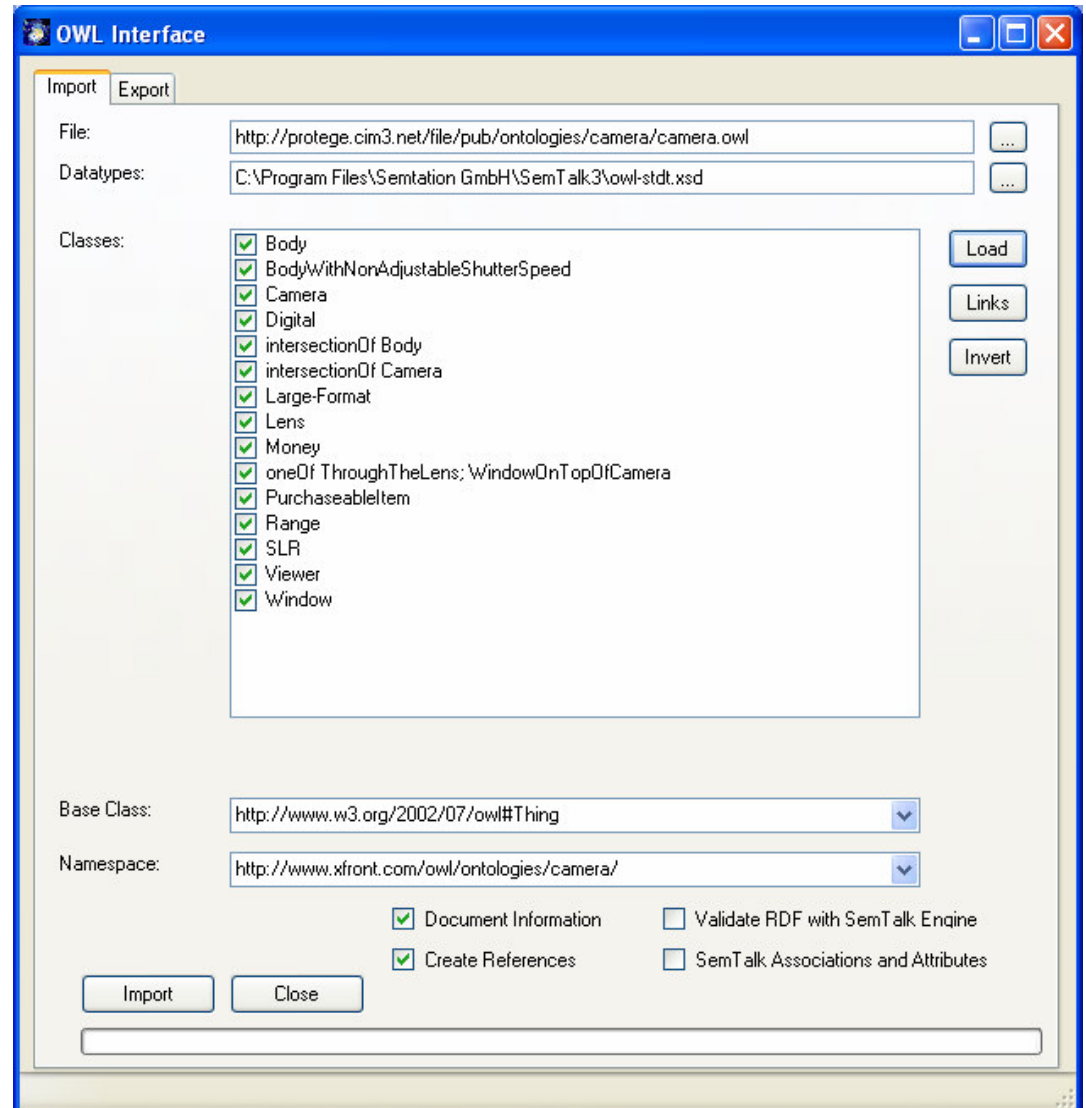 OWL Interface
Import Export
File: http://protege.cim3.net/file/pub/ontologies/camera/camera.owl ...
Datatypes: C:\Program Files\Semtation GmbH\SemTalk3\owl-stdt.xsd ...
Classes:
Body
BodyWithNonAdjustableShutterSpeed
Camera
Digital
intersectionOf Body
intersectionOf Camera
Large-Format
Lens
Money
oneOf ThroughTheLens; WindowOnTopOfCamera
PurchaseableItem
Range
SLR
Viewer
Window
Load
Links
Invert
Base Class: http://www.w3.org/2002/07/owl#Thing
Namespace: http://www.xfront.com/owl/ontologies/camera/
Document Information Validate RDF with SemTalk Engine
Create References SemTalk Associations and Attributes
Import Close